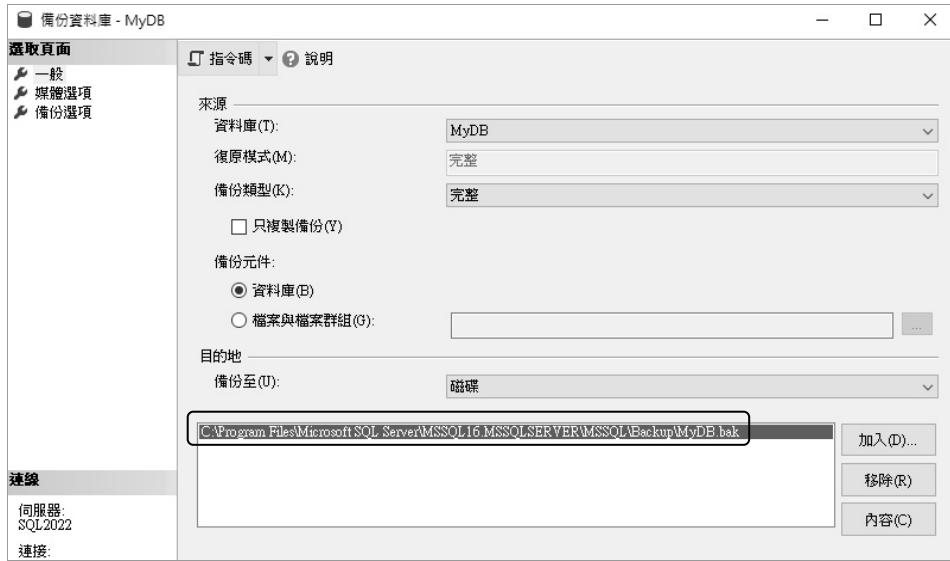 備份資料庫 - MyDB
選取頁面
一般
媒體選項
備份選項
指令碼
說明
來源
資料庫(T):
MyDB
復原模式(M):
完整
備份類型(K):
完整
只複製備份(Y)
備份元件:
資料庫(B)
檔案與檔案群組(G):
...
目的地
備份至(U):
磁碟
C:\Program Files\Microsoft SQL Server\MSSQL16.MSSQLSERVER\MSSQL\Backup\MyDB.bak
加入(D)...
移除(R)
內容(C)
連線
伺服器:
SQL2022
連接: